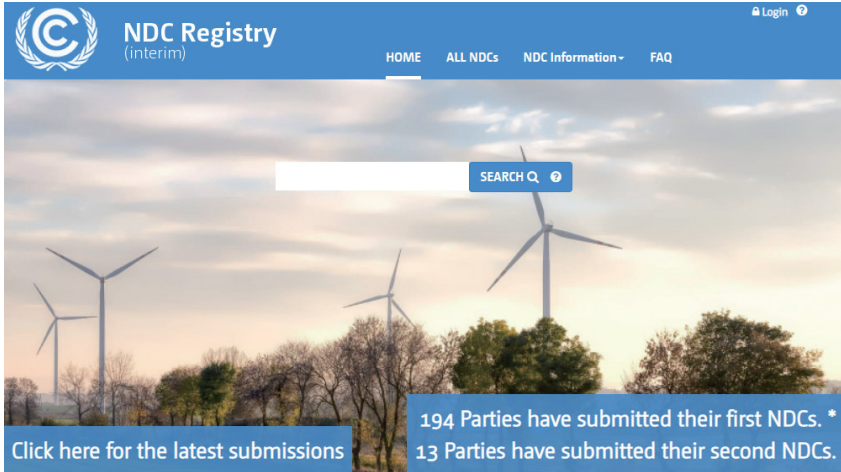 Login
NDC Registry
(interim)
HOME ALL NDCs NDC Information FAQ
SEARCH
194 Parties have submitted their first NDCs. *
Click here for the latest submissions
13 Parties have submitted their second NDCs.